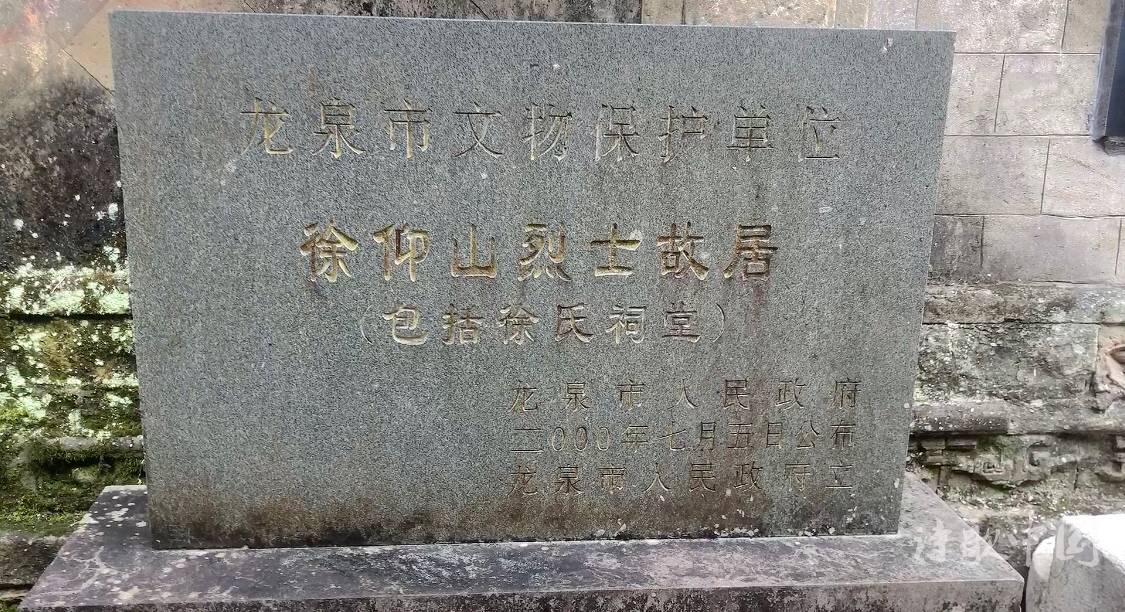 龙泉市文物保护单位
徐仰山烈士故居
（包括徐氏祠堂）
龙泉市人民政府
二000年七月五日公布
龙泉市人民政府立